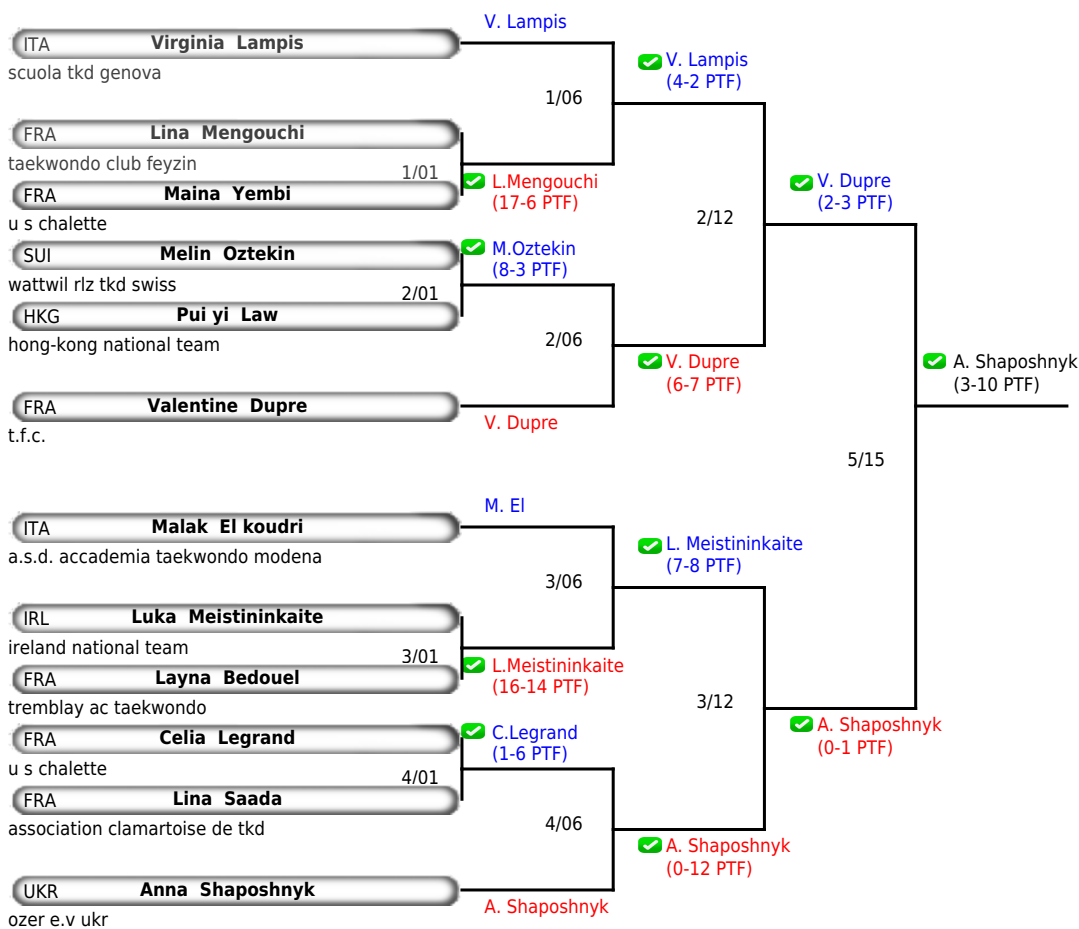 V. Lampis
ITA Virginia Lampis
scuola tkd genova
V. Lampis
(4-2 PTF)
1/06
FRA Lina Mengouchi
taekwondo club feyzin
1/01
L.Mengouchi
(17-6 PTF)
FRA Maina Yembi
u s chalette
V. Dupre
(2-3 PTF)
2/12
SUI Melin Oztekin
wattwil rlz tkd swiss
M.Oztekin
(8-3 PTF)
2/01
HKG Pui yi Law
hong-kong national team
2/06
V. Dupre
(6-7 PTF)
A. Shaposhnyk
(3-10 PTF)
FRA Valentine Dupre
t.f.c.
V. Dupre
5/15
M. El
ITA Malak El koudri
a.s.d. accademia taekwondo modena
L. Meistininkaite
(7-8 PTF)
3/06
IRL Luka Meistininkaite
ireland national team
3/01
L.Meistininkaite
(16-14 PTF)
FRA Layna Bedouel
tremblay ac taekwondo
3/12
A. Shaposhnyk
(0-1 PTF)
FRA Celia Legrand
u s chalette
C.Legrand
(1-6 PTF)
4/01
FRA Lina Saada
association clamartoise de tkd
4/06
A. Shaposhnyk
(0-12 PTF)
UKR Anna Shaposhnyk
ozer e.v ukr
A. Shaposhnyk